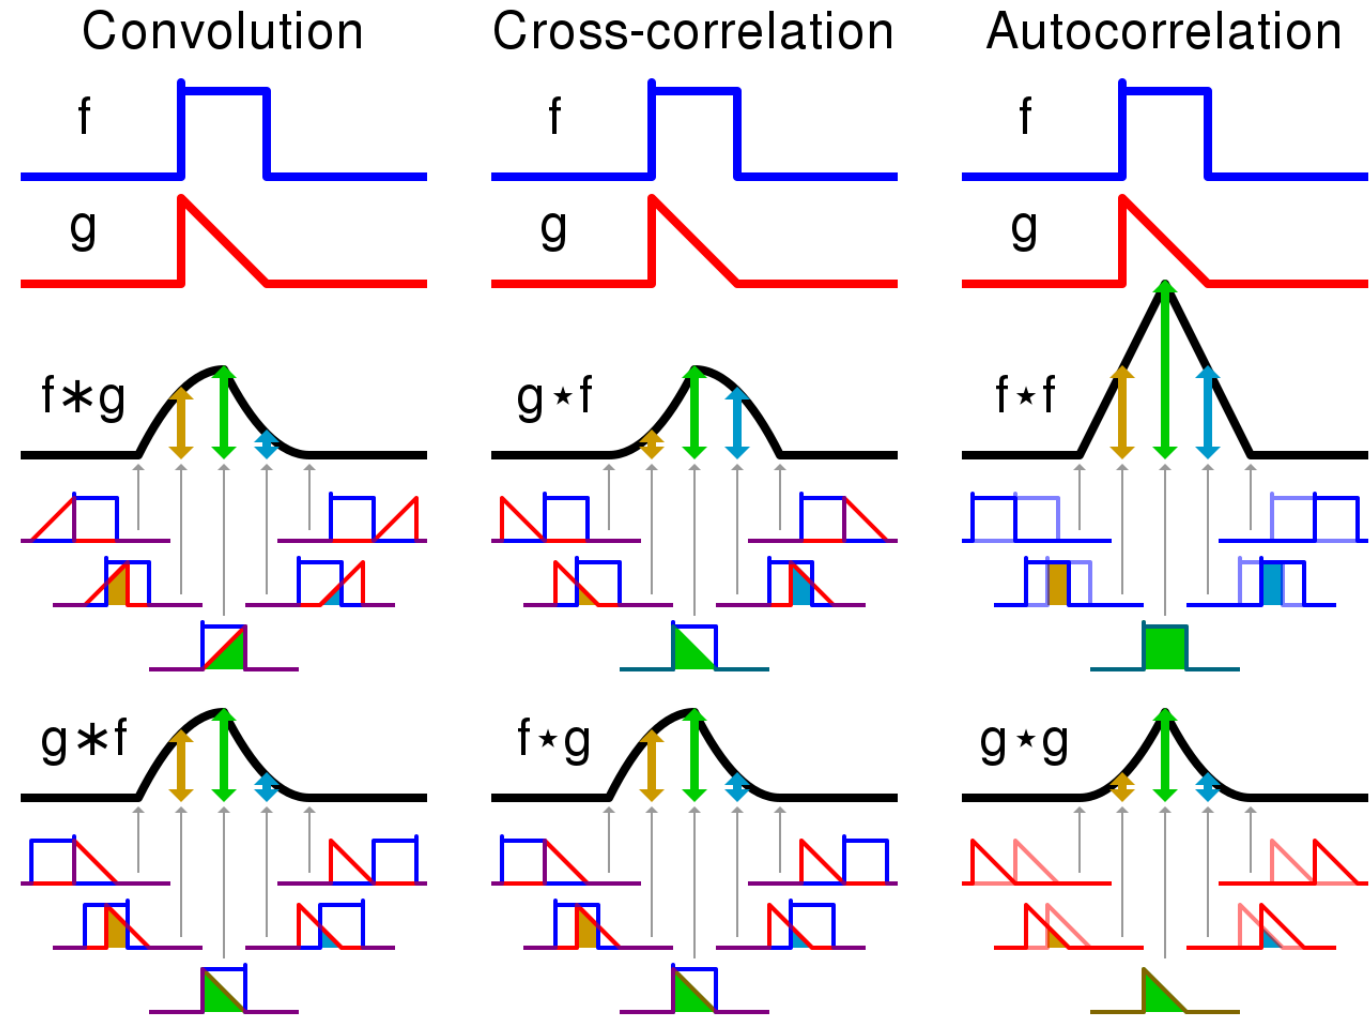 Convolution Cross-correlation Autocorrelation
f f f
g g g
f∗g g⋆f f⋆f
g∗f f⋆g g⋆g